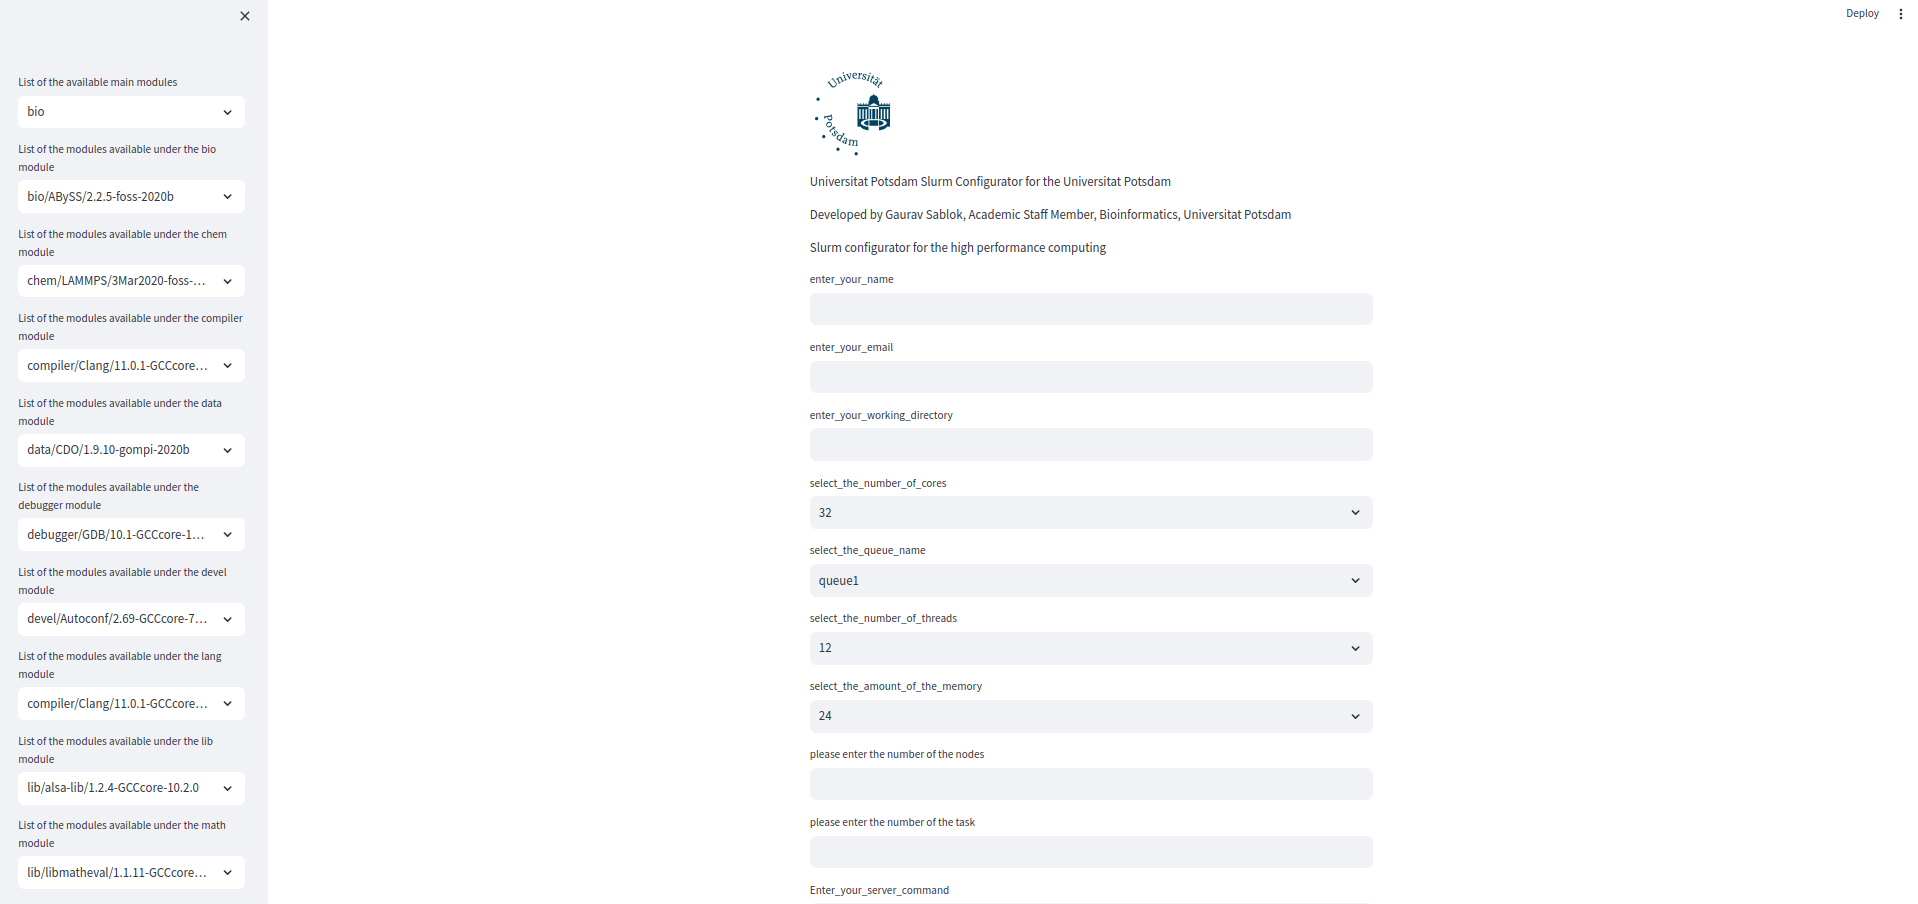 Deploy
List of the available main modules
bio
List of the modules available under the bio
module
bio/ABySS/2.2.5-foss-2020b
List of the modules available under the chem
module
chem/LAMMPS/3Mar2020-foss-...
List of the modules available under the compiler
module
compiler/Clang/11.0.1-GCCcore...
List of the modules available under the data
module
data/CDO/1.9.10-gompi-2020b
List of the modules available under the
debugger module
debugger/GDB/10.1-GCCcore-1...
List of the modules available under the devel
module
devel/Autoconf/2.69-GCCcore-7...
List of the modules available under the lang
module
compiler/Clang/11.0.1-GCCcore...
List of the modules available under the lib
module
lib/alsa-lib/1.2.4-GCCcore-10.2.0
List of the modules available under the math
module
lib/libmatheval/1.1.11-GCCcore...
Universität
Potsdam
Universitat Potsdam Slurm Configurator for the Universitat Potsdam
Developed by Gaurav Sablok, Academic Staff Member, Bioinformatics, Universitat Potsdam
Slurm configurator for the high performance computing
enter_your_name
enter_your_email
enter_your_working_directory
select_the_number_of_cores
32
select_the_queue_name
queue1
select_the_number_of_threads
12
select_the_amount_of_the_memory
24
please enter the number of the nodes
please enter the number of the task
Enter_your_server_command